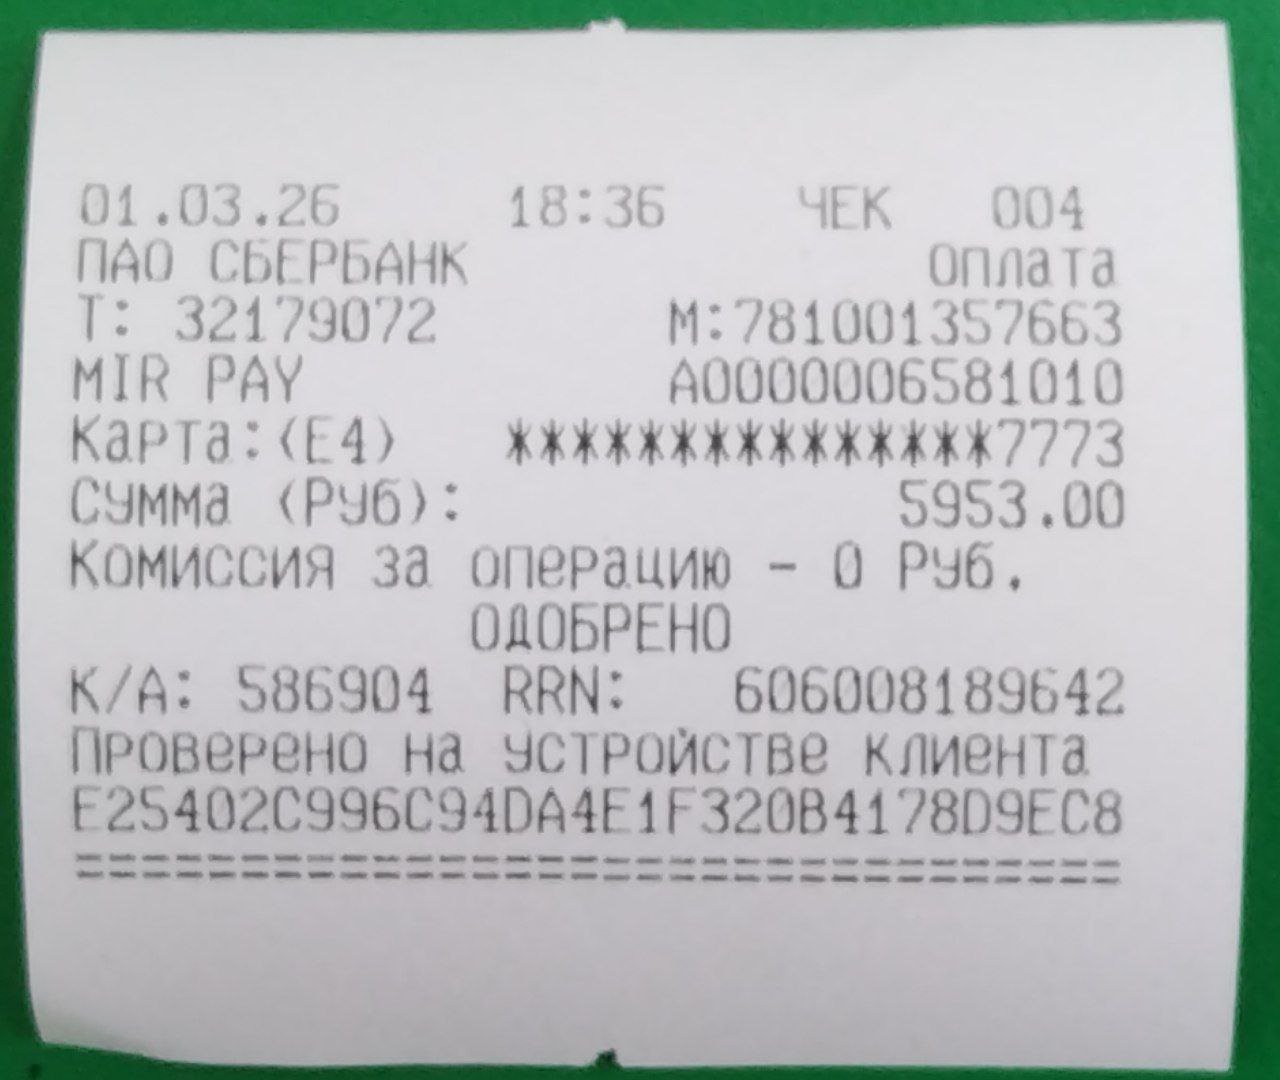 01.03.26 18:36 ЧЕК 004
ПАО СБЕРБАНК Оплата
Т: 32179072 М:781001357663
MIR PAY A0000006581010
Карта:(E4) ***************7773
Сумма (Руб): 5953.00
Комиссия за операцию - 0 Руб.
ОДОБРЕНО
К/А: 586904 RRN: 606008189642
Проверено на устройстве клиента
E25402C996C94DA4E1F320B4178D9EC8
================================